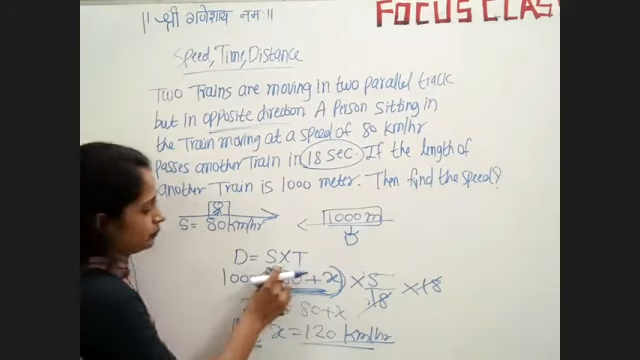 || श्री गणेशाय नमः ||
FOCUS CLAS
Speed, Time, Distance
Two Trains are moving in two parallel track
but in opposite direction. A Person sitting in
the Train moving at a speed of 80 km/hr
passes another Train in 18 sec. If the length of
another Train is 1000 meter. Then find the speed?
S= 80km/hr
1000 m
D= S×T
+x) × 5/18 × 18
80+x
x = 120 km/hr